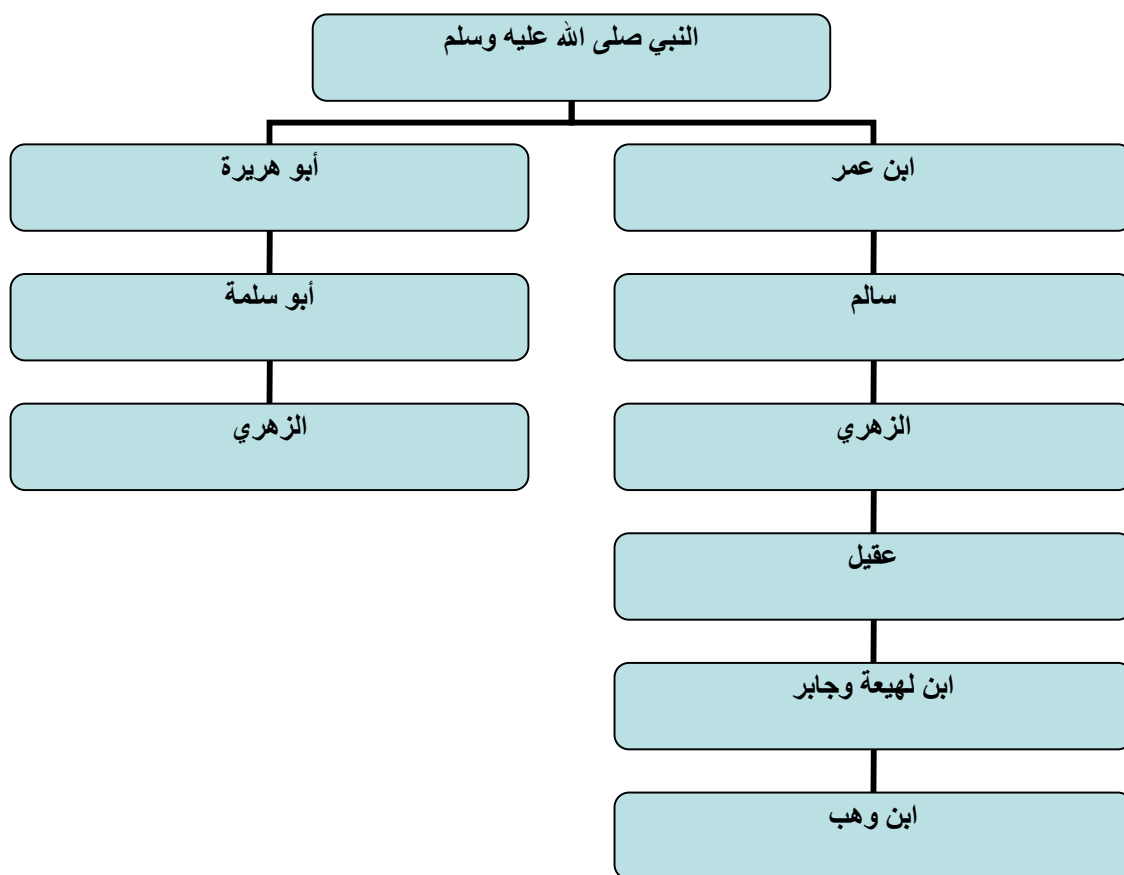 النبي صلى الله عليه وسلم
ابن عمر
أبو هريرة
سالم
أبو سلمة
الزهري
الزهري
عقيل
ابن لهيعة وجابر
ابن وهب